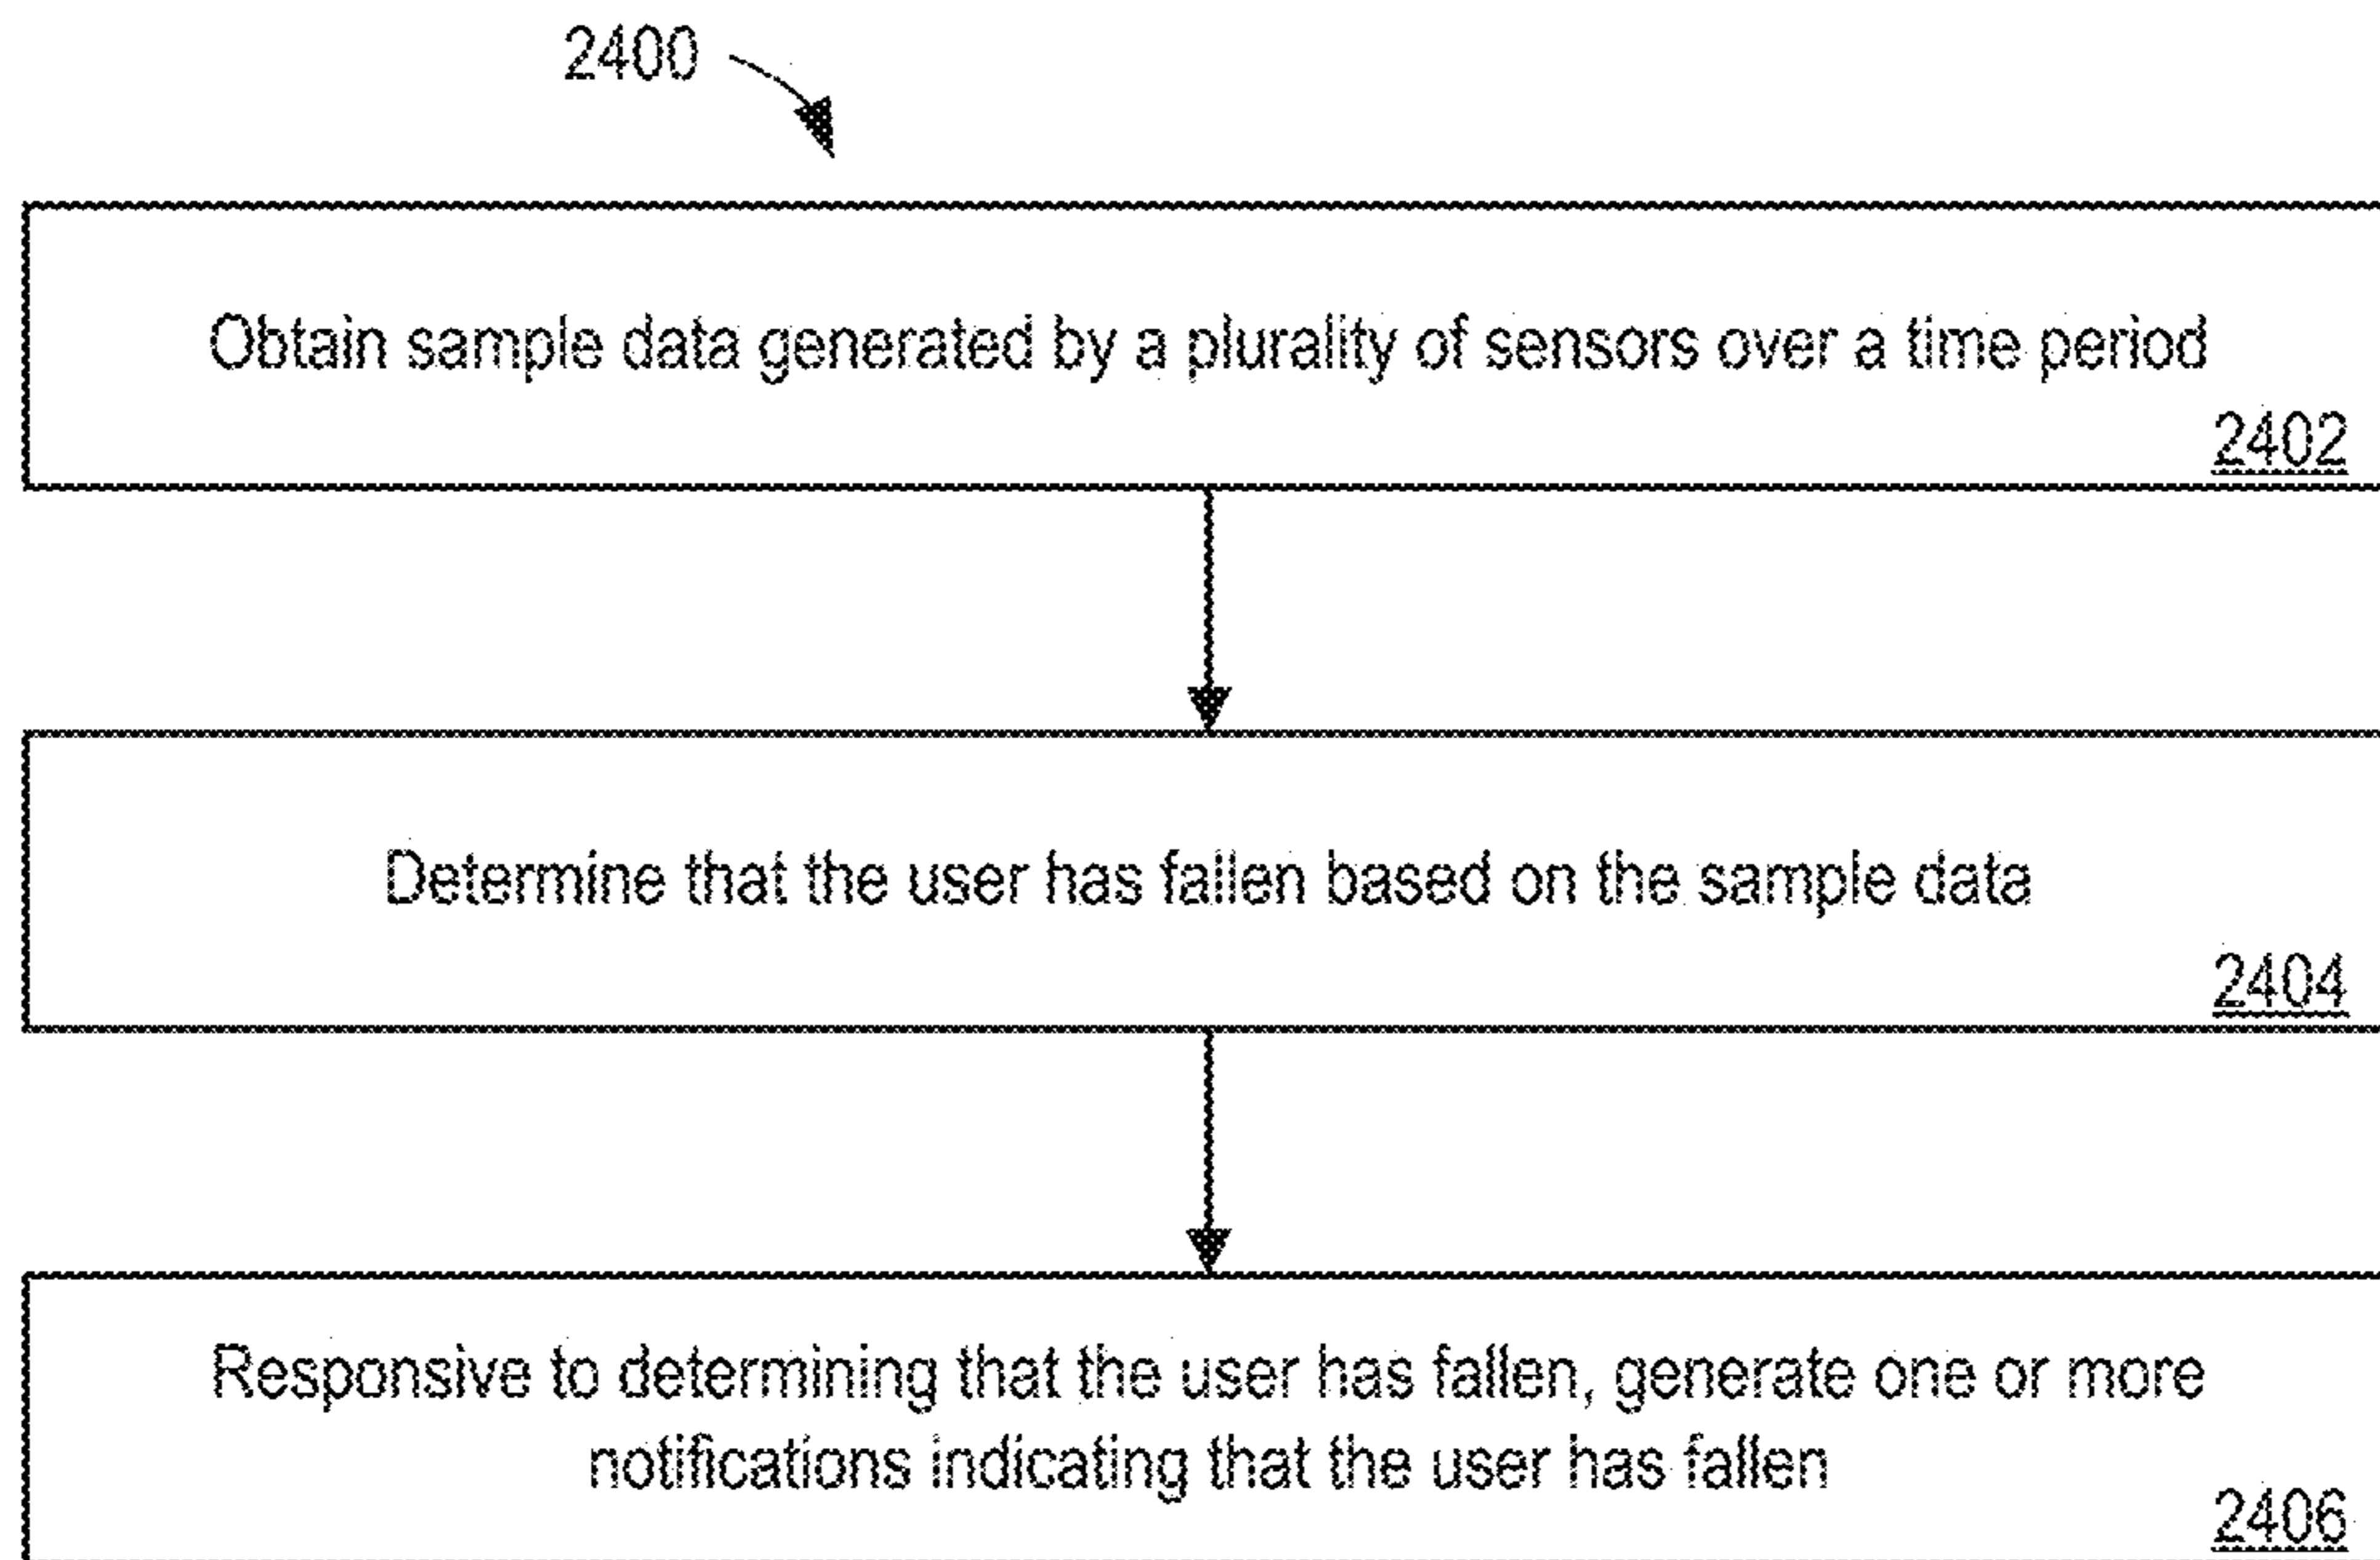 2400
Obtain sample data generated by a plurality of sensors over a time period
2402
Determine that the user has fallen based on the sample data
2404
Responsive to determining that the user has fallen, generate one or more
notifications indicating that the user has fallen
2406